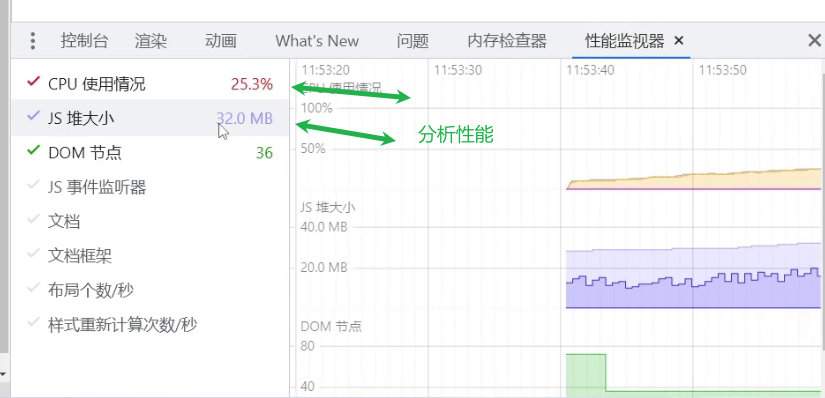 控制台 渲染 动画 What's New 问题 内存检查器 性能监视器
CPU 使用情况 25.3%
JS 堆大小 32.0 MB
DOM 节点 36
JS 事件监听器
文档
文档框架
布局个数/秒
样式重新计算次数/秒
11:53:20 11:53:30 11:53:40 11:53:50
CPU 使用情况
100%
分析性能
50%
JS 堆大小
40.0 MB
20.0 MB
DOM 节点
80
40